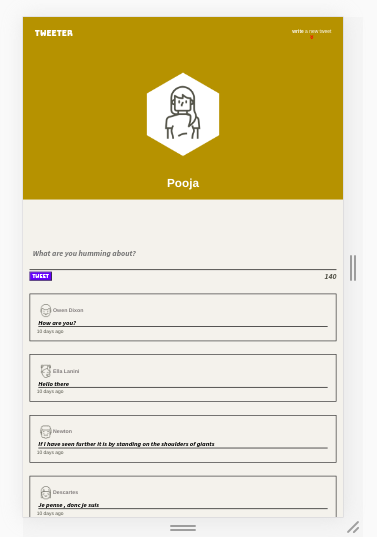 TWEETER
write a new tweet
Pooja
What are you humming about?
TWEET
140
Owen Dixon
How are you?
10 days ago
Ella Lanini
Hello there
10 days ago
Newton
If I have seen further it is by standing on the shoulders of giants
10 days ago
Descartes
Je pense , donc je suis
10 days ago